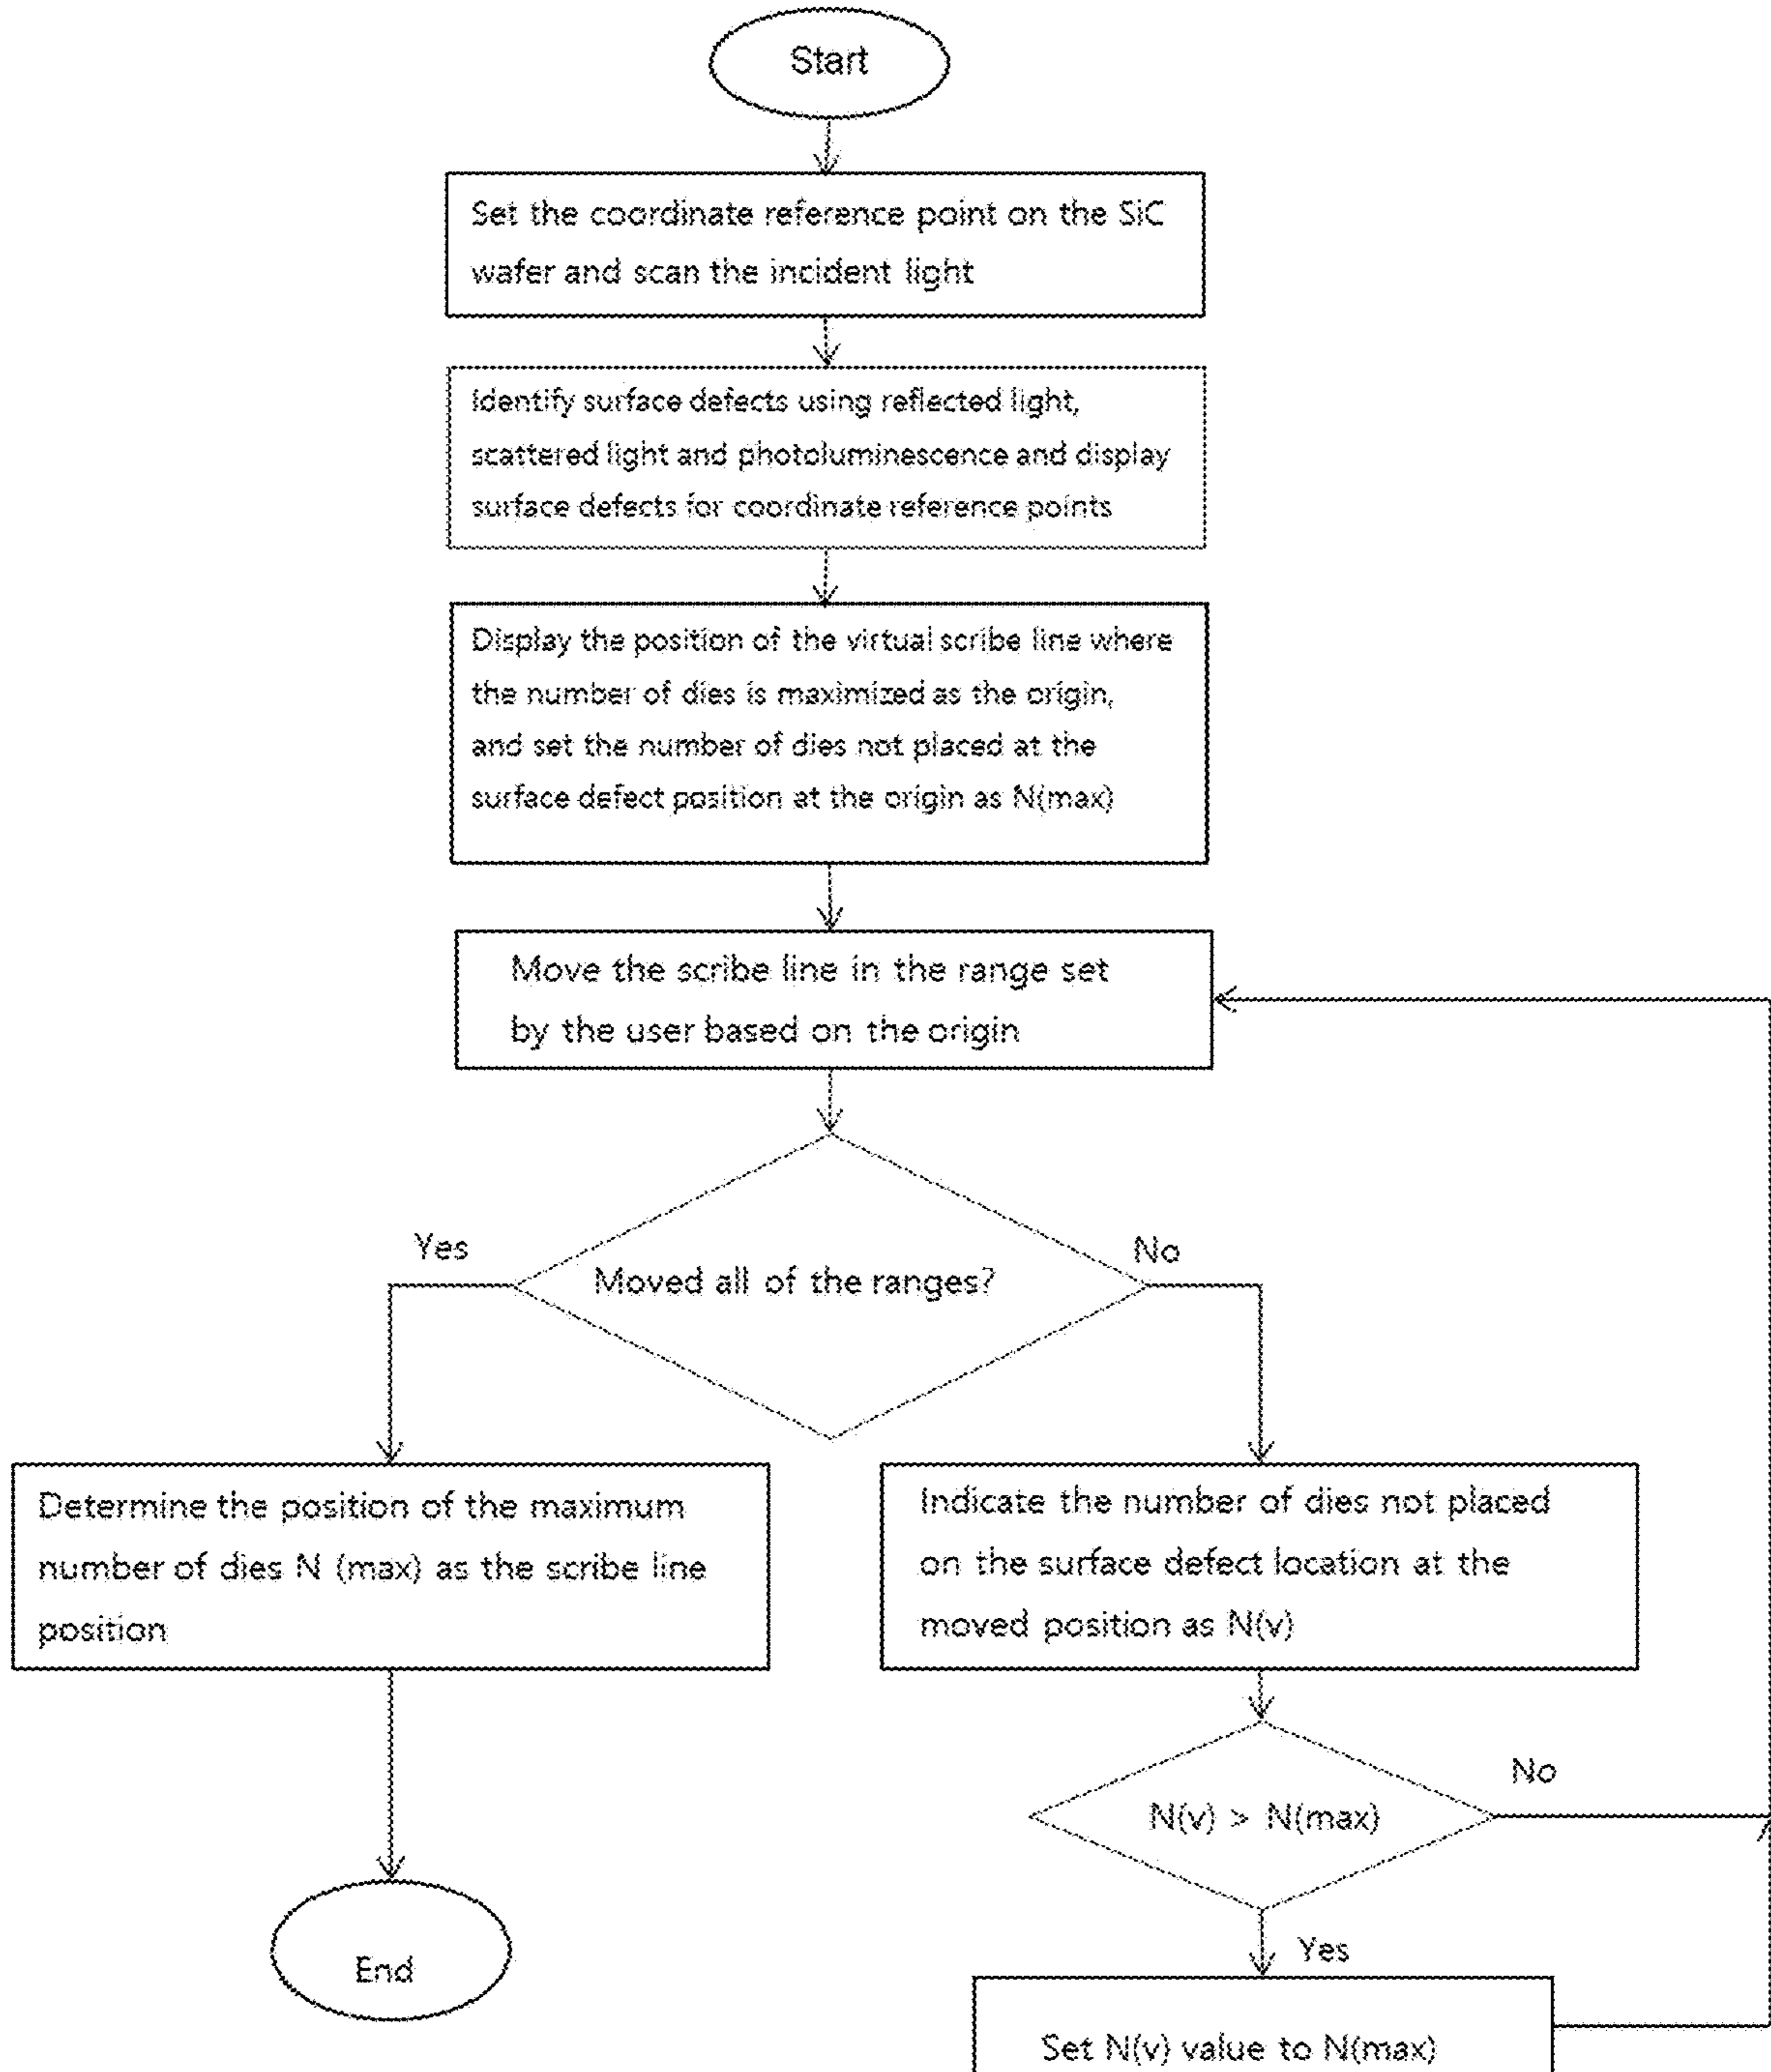 Start
Set the coordinate reference point on the SiC
wafer and scan the incident light
Identify surface defects using reflected light,
scattered light and photoluminescence and display
surface defects for coordinate reference points
Display the position of the virtual scribe line where
the number of dies is maximized as the origin,
and set the number of dies not placed at the
surface defect position at the origin as N(max)
Move the scribe line in the range set
by the user based on the origin
Yes
No
Moved all of the ranges?
Determine the position of the maximum
number of dies N (max) as the scribe line
position
Indicate the number of dies not placed
on the surface defect location at the
moved position as N(v)
No
N(v) > N(max)
Yes
End
Set N(v) value to N(max)